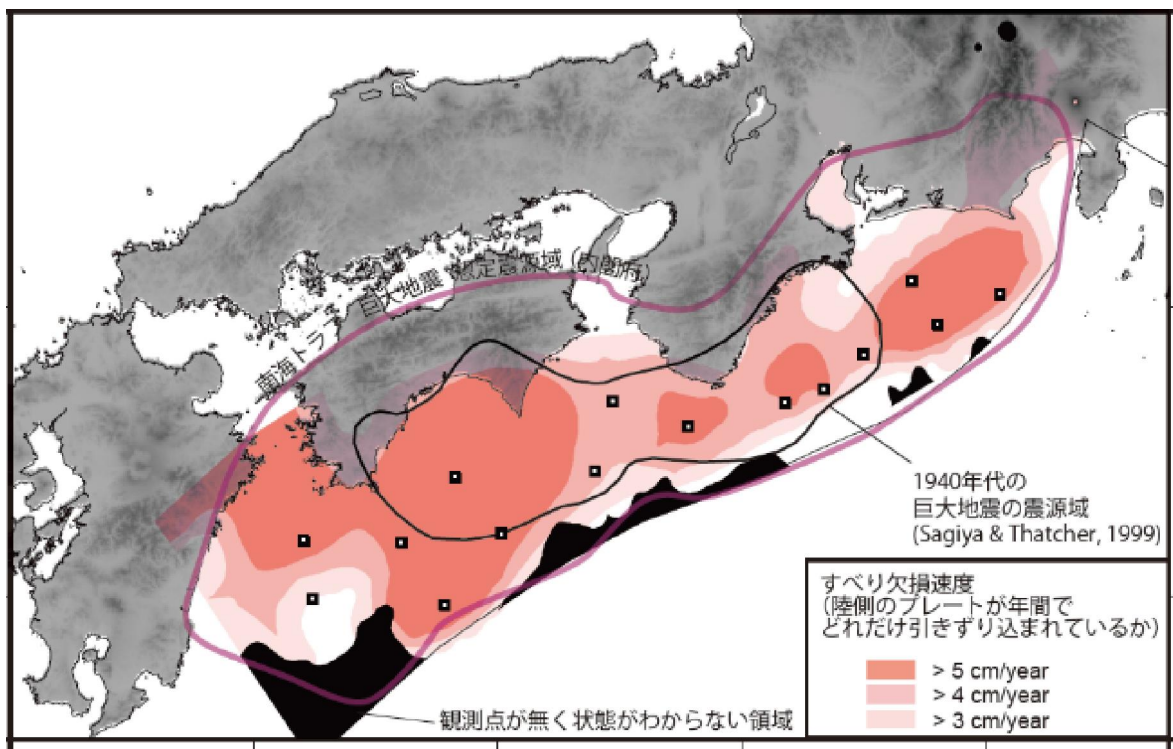 南海トラフ巨大地震 想定震源域 (内閣府)
1940年代の
巨大地震の震源域
(Sagiya & Thatcher, 1999)
すべり欠損速度
(陸側のプレートが年間で
どれだけ引きずり込まれているか)
> 5 cm/year
> 4 cm/year
> 3 cm/year
観測点が無く状態がわからない領域